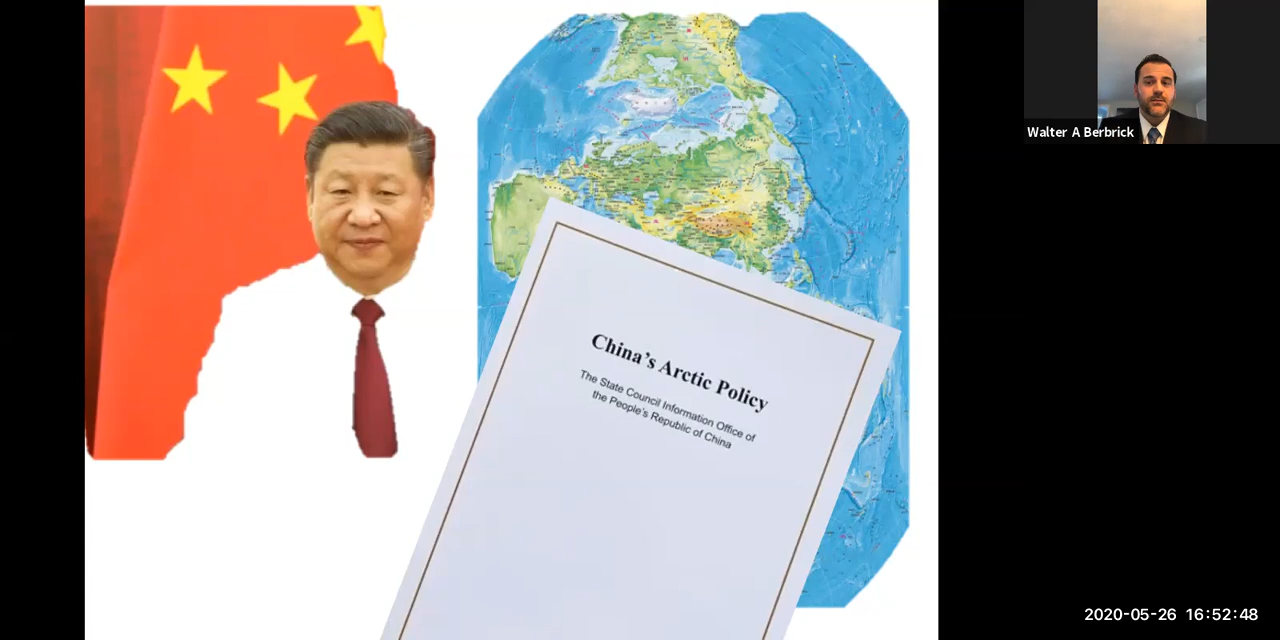 China's Arctic Policy
The State Council Information Office of
the People's Republic of China
Walter A Berbrick
2020-05-26 16:52:48